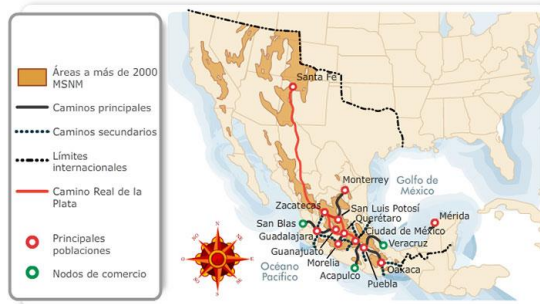 Áreas a más de 2000
MSNM
Caminos principales
Caminos secundarios
Límites
internacionales
Camino Real de la
Plata
Principales
poblaciones
Nodos de comercio
Santa Fé
Monterrey
Golfo de
México
Zacatecas
San Luis Potosí
Querétaro
Mérida
San Blas
Ciudad de México
Guadalajara
Veracruz
Guanajuato
Morelia
Oaxaca
Océano
Pacífico
Puebla
Acapulco